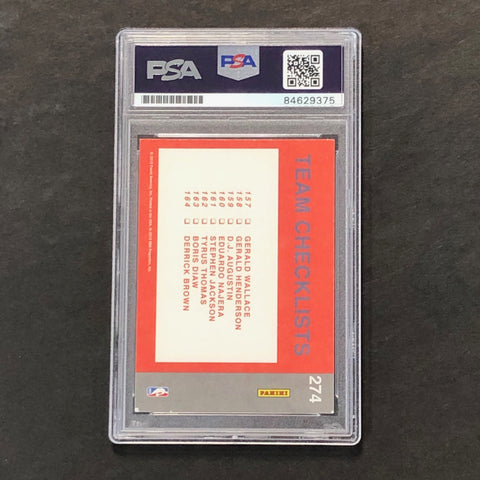 PSA
PSA
84629375
TEAM CHECKLISTS
274
157 GERALD WALLACE
158 GERALD HENDERSON
159 D.J. AUGUSTIN
160 EDUARDO NAJERA
161 STEPHEN JACKSON
162 TYRUS THOMAS
163 BORIS DIAW
164 DERRICK BROWN
PANINI